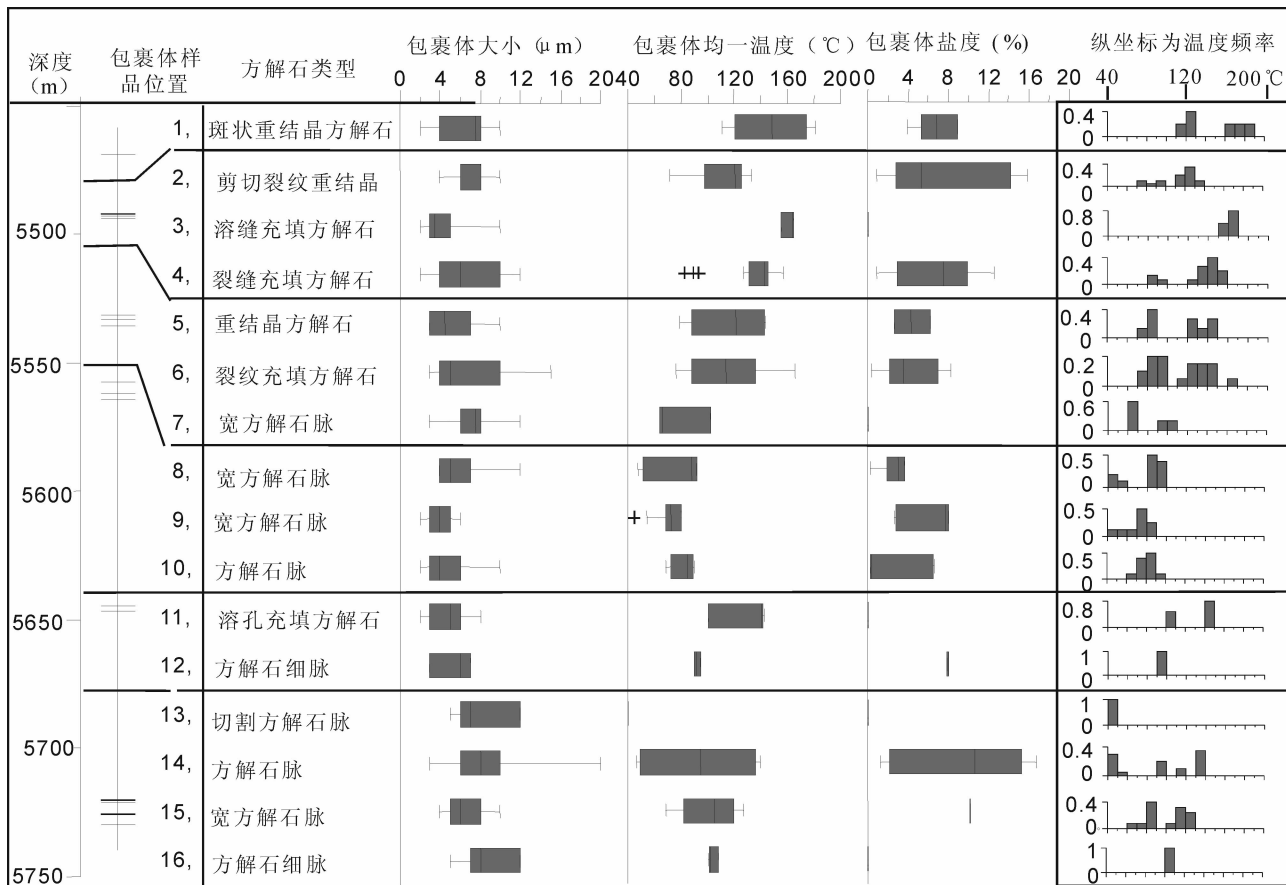 深度
(m)
包裹体样
品位置
方解石类型
包裹体大小 (μm)
包裹体均一温度 (℃)
包裹体盐度 (%)
纵坐标为温度频率
0 4 8 12 16 20
40 80 120 160 200
0 4 8 12 16 20
40 120 200℃
1, 斑状重结晶方解石 0.4 0
2, 剪切裂纹重结晶 0.4 0
5500
3, 溶缝充填方解石 0.8 0
4, 裂缝充填方解石 0.4 0
5, 重结晶方解石 0.4 0
5550
6, 裂纹充填方解石 0.2 0
7, 宽方解石脉 0.6 0
8, 宽方解石脉 0.5 0
5600
9, 宽方解石脉 0.5 0
10, 方解石脉 0.5 0
5650
11, 溶孔充填方解石 0.8 0
12, 方解石细脉 1 0
13, 切割方解石脉 1 0
5700
14, 方解石脉 0.4 0
15, 宽方解石脉 0.4 0
16, 方解石细脉 1 0
5750